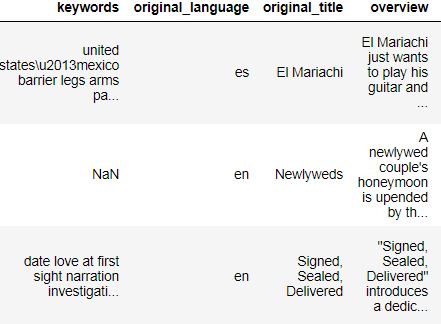 keywords original_language original_title overview
united states\u2013mexico barrier legs arms pa... es El Mariachi El Mariachi just wants to play his guitar and ...
NaN en Newlyweds A newlywed couple's honeymoon is upended by th...
date love at first sight narration investigati... en Signed, Sealed, Delivered "Signed, Sealed, Delivered" introduces a dedic...